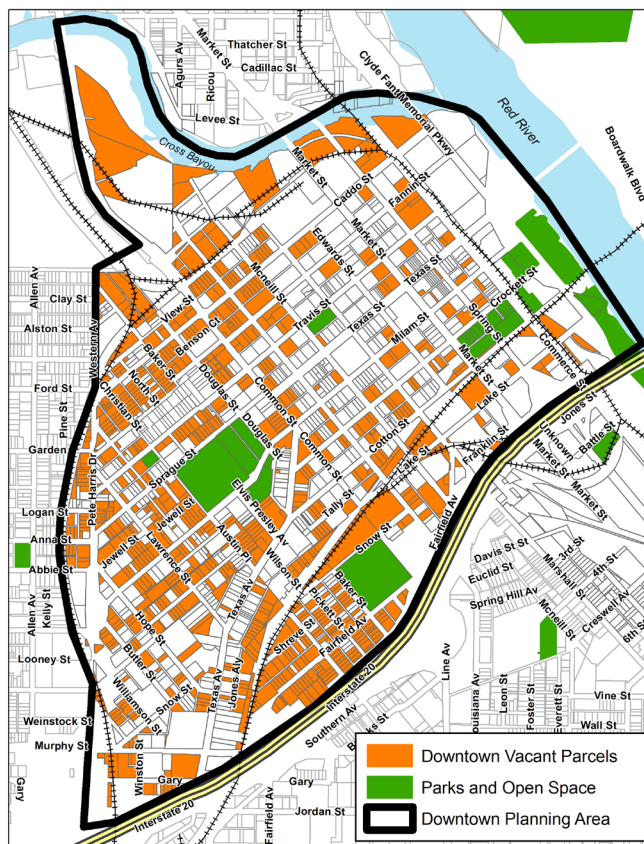 Thatcher St
Cadillac St
Agurs Av
Ricou
Market St
Levee St
Clyde Fant Memorial Pkwy
Red River
Boardwalk Blvd
Cross Bayou
Market St
Caddo St
Fannin St
Market St
Edwards St
Texas St
Crockett St
Mcneill St
Travis St
Texas St
Milam St
Spring St
Market St
Commerce St
Allen Av
Clay St
View St
Benson Ct
Alston St
Western Av
Baker St
North St
Douglas St
Common St
Lake St
Jones St
Ford St
Christian St
Pine St
Douglas St
Cotton St
Common St
Lake St
Franklin St
Unknown
Battle St
Market St
Market St
Garden
Sprague St
Pete Harris Dr
Elvis Presley Av
Tally St
Fairfield Av
Logan St
Jewell St
Anna St
Austin Pl
Wilson St
Snow St
Davis St St
3rd St
4th St
Jewell St
Lawrence St
Abbie St
Texas Av
Baker St
Pickett St
Euclid St
Marshall St
Creswell Av
Spring Hill Av
Mcneill St
6th St
Allen Av
Kelly St
Hope St
Shreve St
Fairfield Av
Line Av
Looney St
Butler St
Snow St
Texas Av
Jones Aly
Interstate 20
Southern Av
Louisiana Av
Leon St
Foster St
Everett St
Vine St
Wall St
Williamson St
Weinstock St
Murphy St
Winston St
Gary
Gary
Gary
Interstate 20
Fairfield Av
Jordan St
Downtown Vacant Parcels
Parks and Open Space
Downtown Planning Area